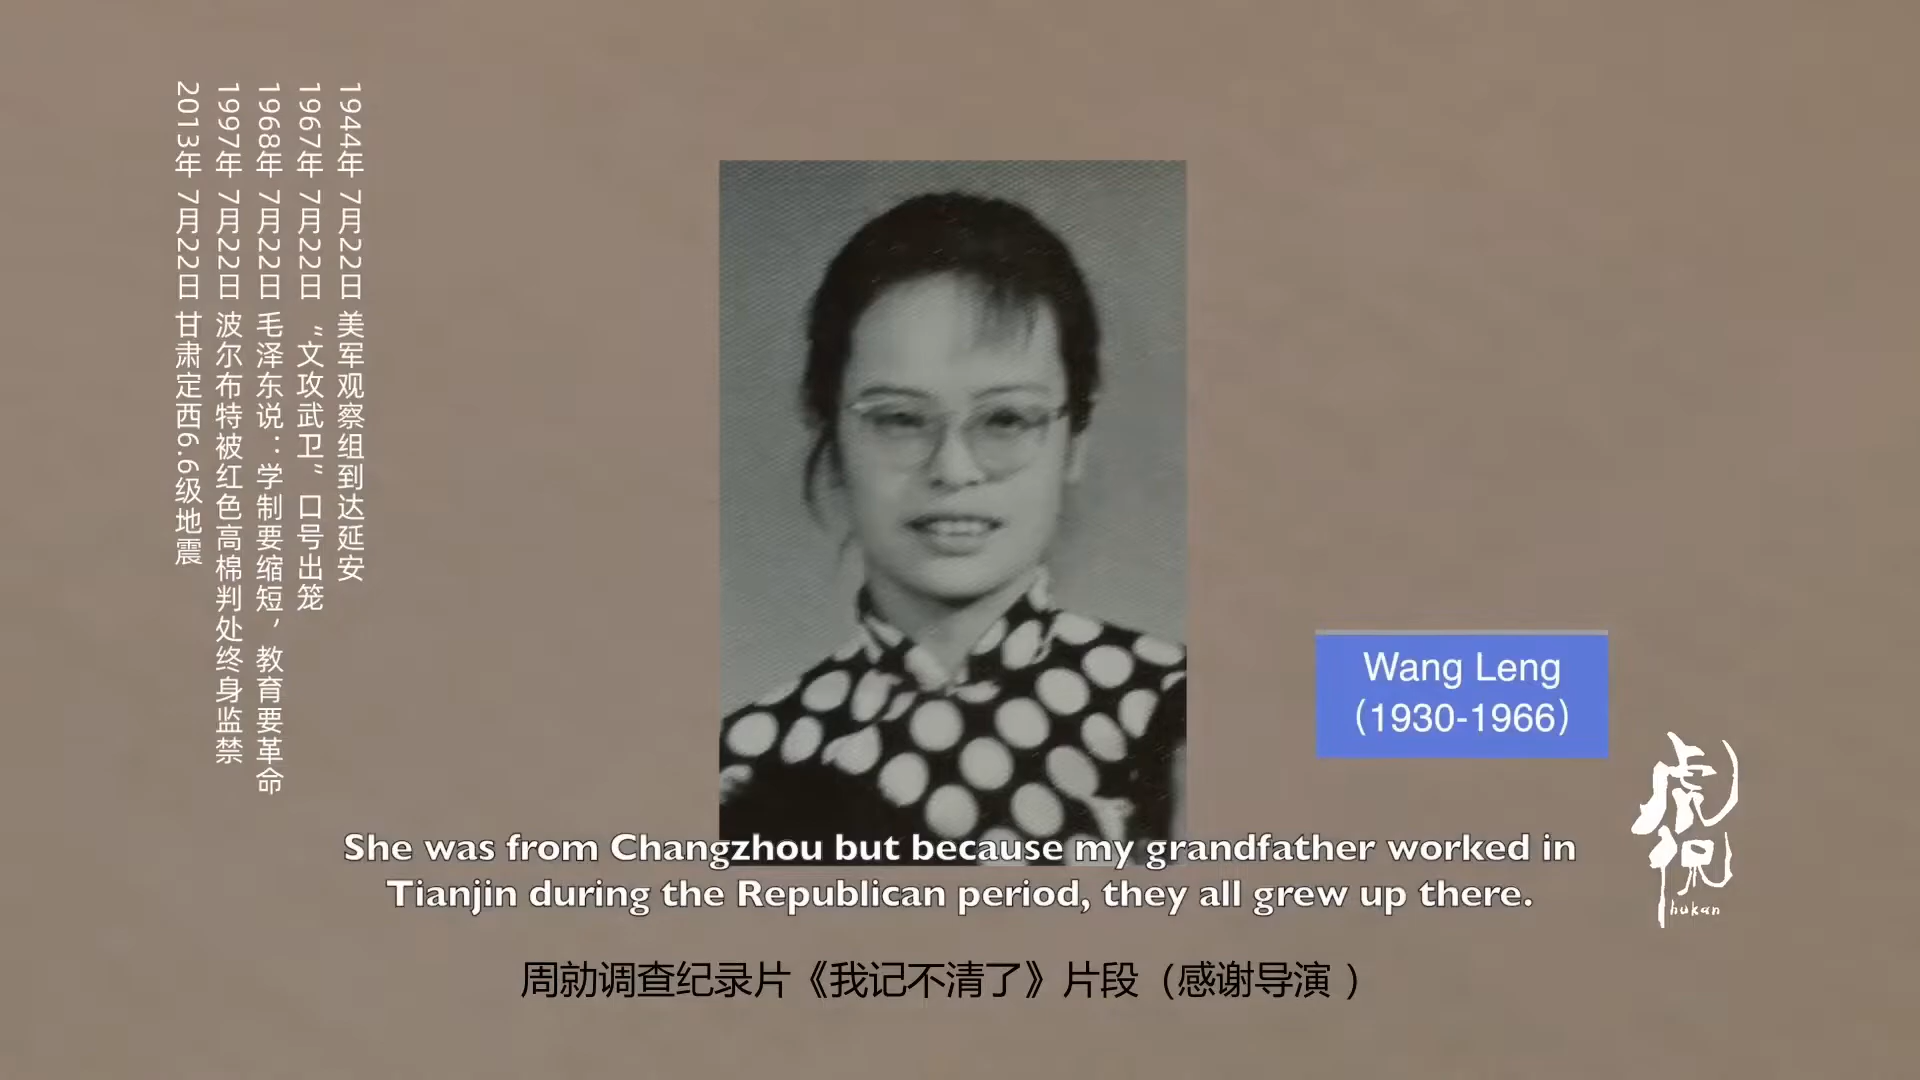 1944年 7月22日 美军观察组到达延安
1967年 7月22日 “文攻武卫”口号出笼
1968年 7月22日 毛泽东说：学制要缩短，教育要革命
1997年 7月22日 波尔布特被红色高棉判处终身监禁
2013年 7月22日 甘肃定西6.6级地震
Wang Leng
(1930-1966)
虎侃
hukan
She was from Changzhou but because my grandfather worked in
Tianjin during the Republican period, they all grew up there.
周勍调查纪录片《我记不清了》片段（感谢导演 ）